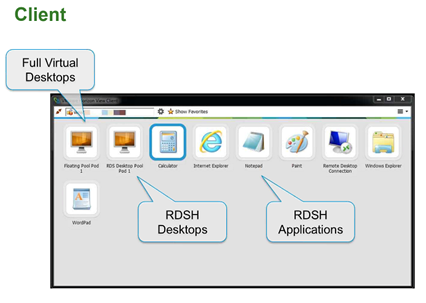 Client
Full Virtual
Desktops
Show Favorites
Floating Pool Pod
1
RDS Desktop Pool
Pod 1
Calculator
Internet Explorer
Notepad
Paint
Remote Desktop
Connection
Windows Explorer
WordPad
RDSH
Desktops
RDSH
Applications